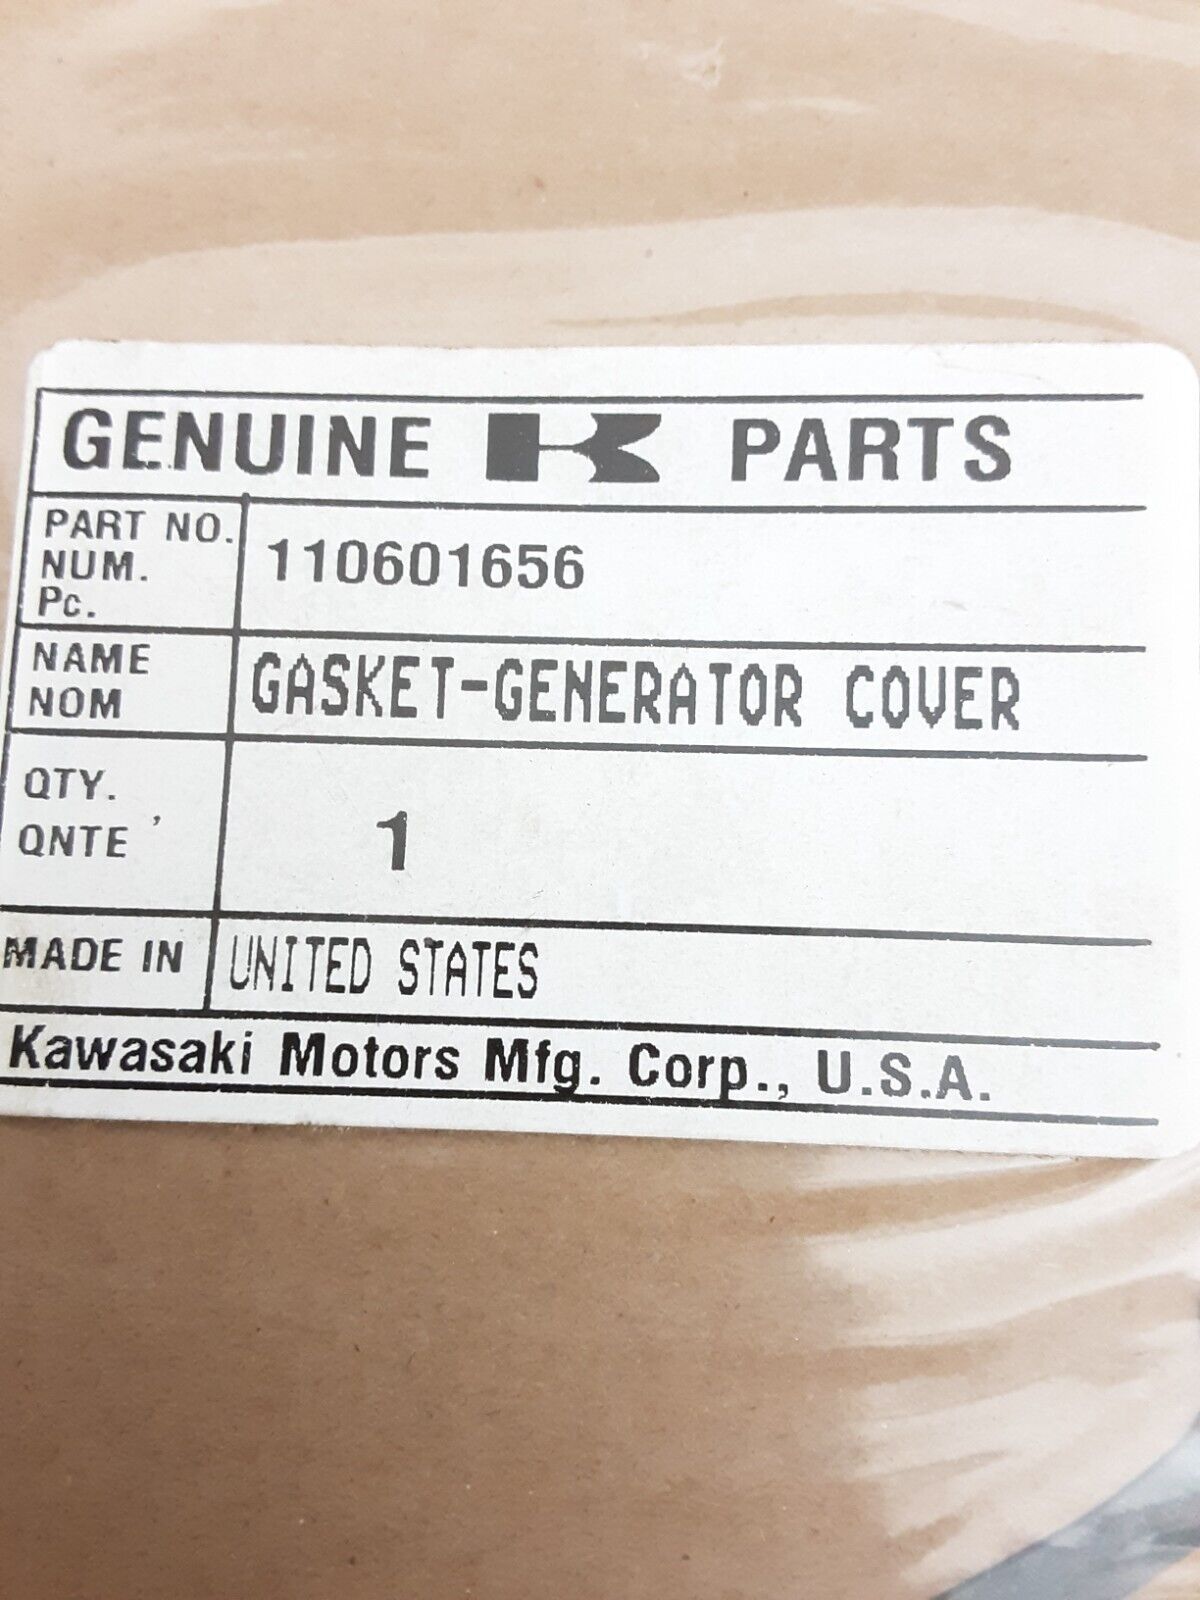 GENUINE K PARTS
PART NO. 110601656
NUM.
Pc.
NAME GASKET-GENERATOR COVER
NOM
QTY.
QNTE ' 1
MADE IN UNITED STATES
Kawasaki Motors Mfg. Corp., U.S.A.